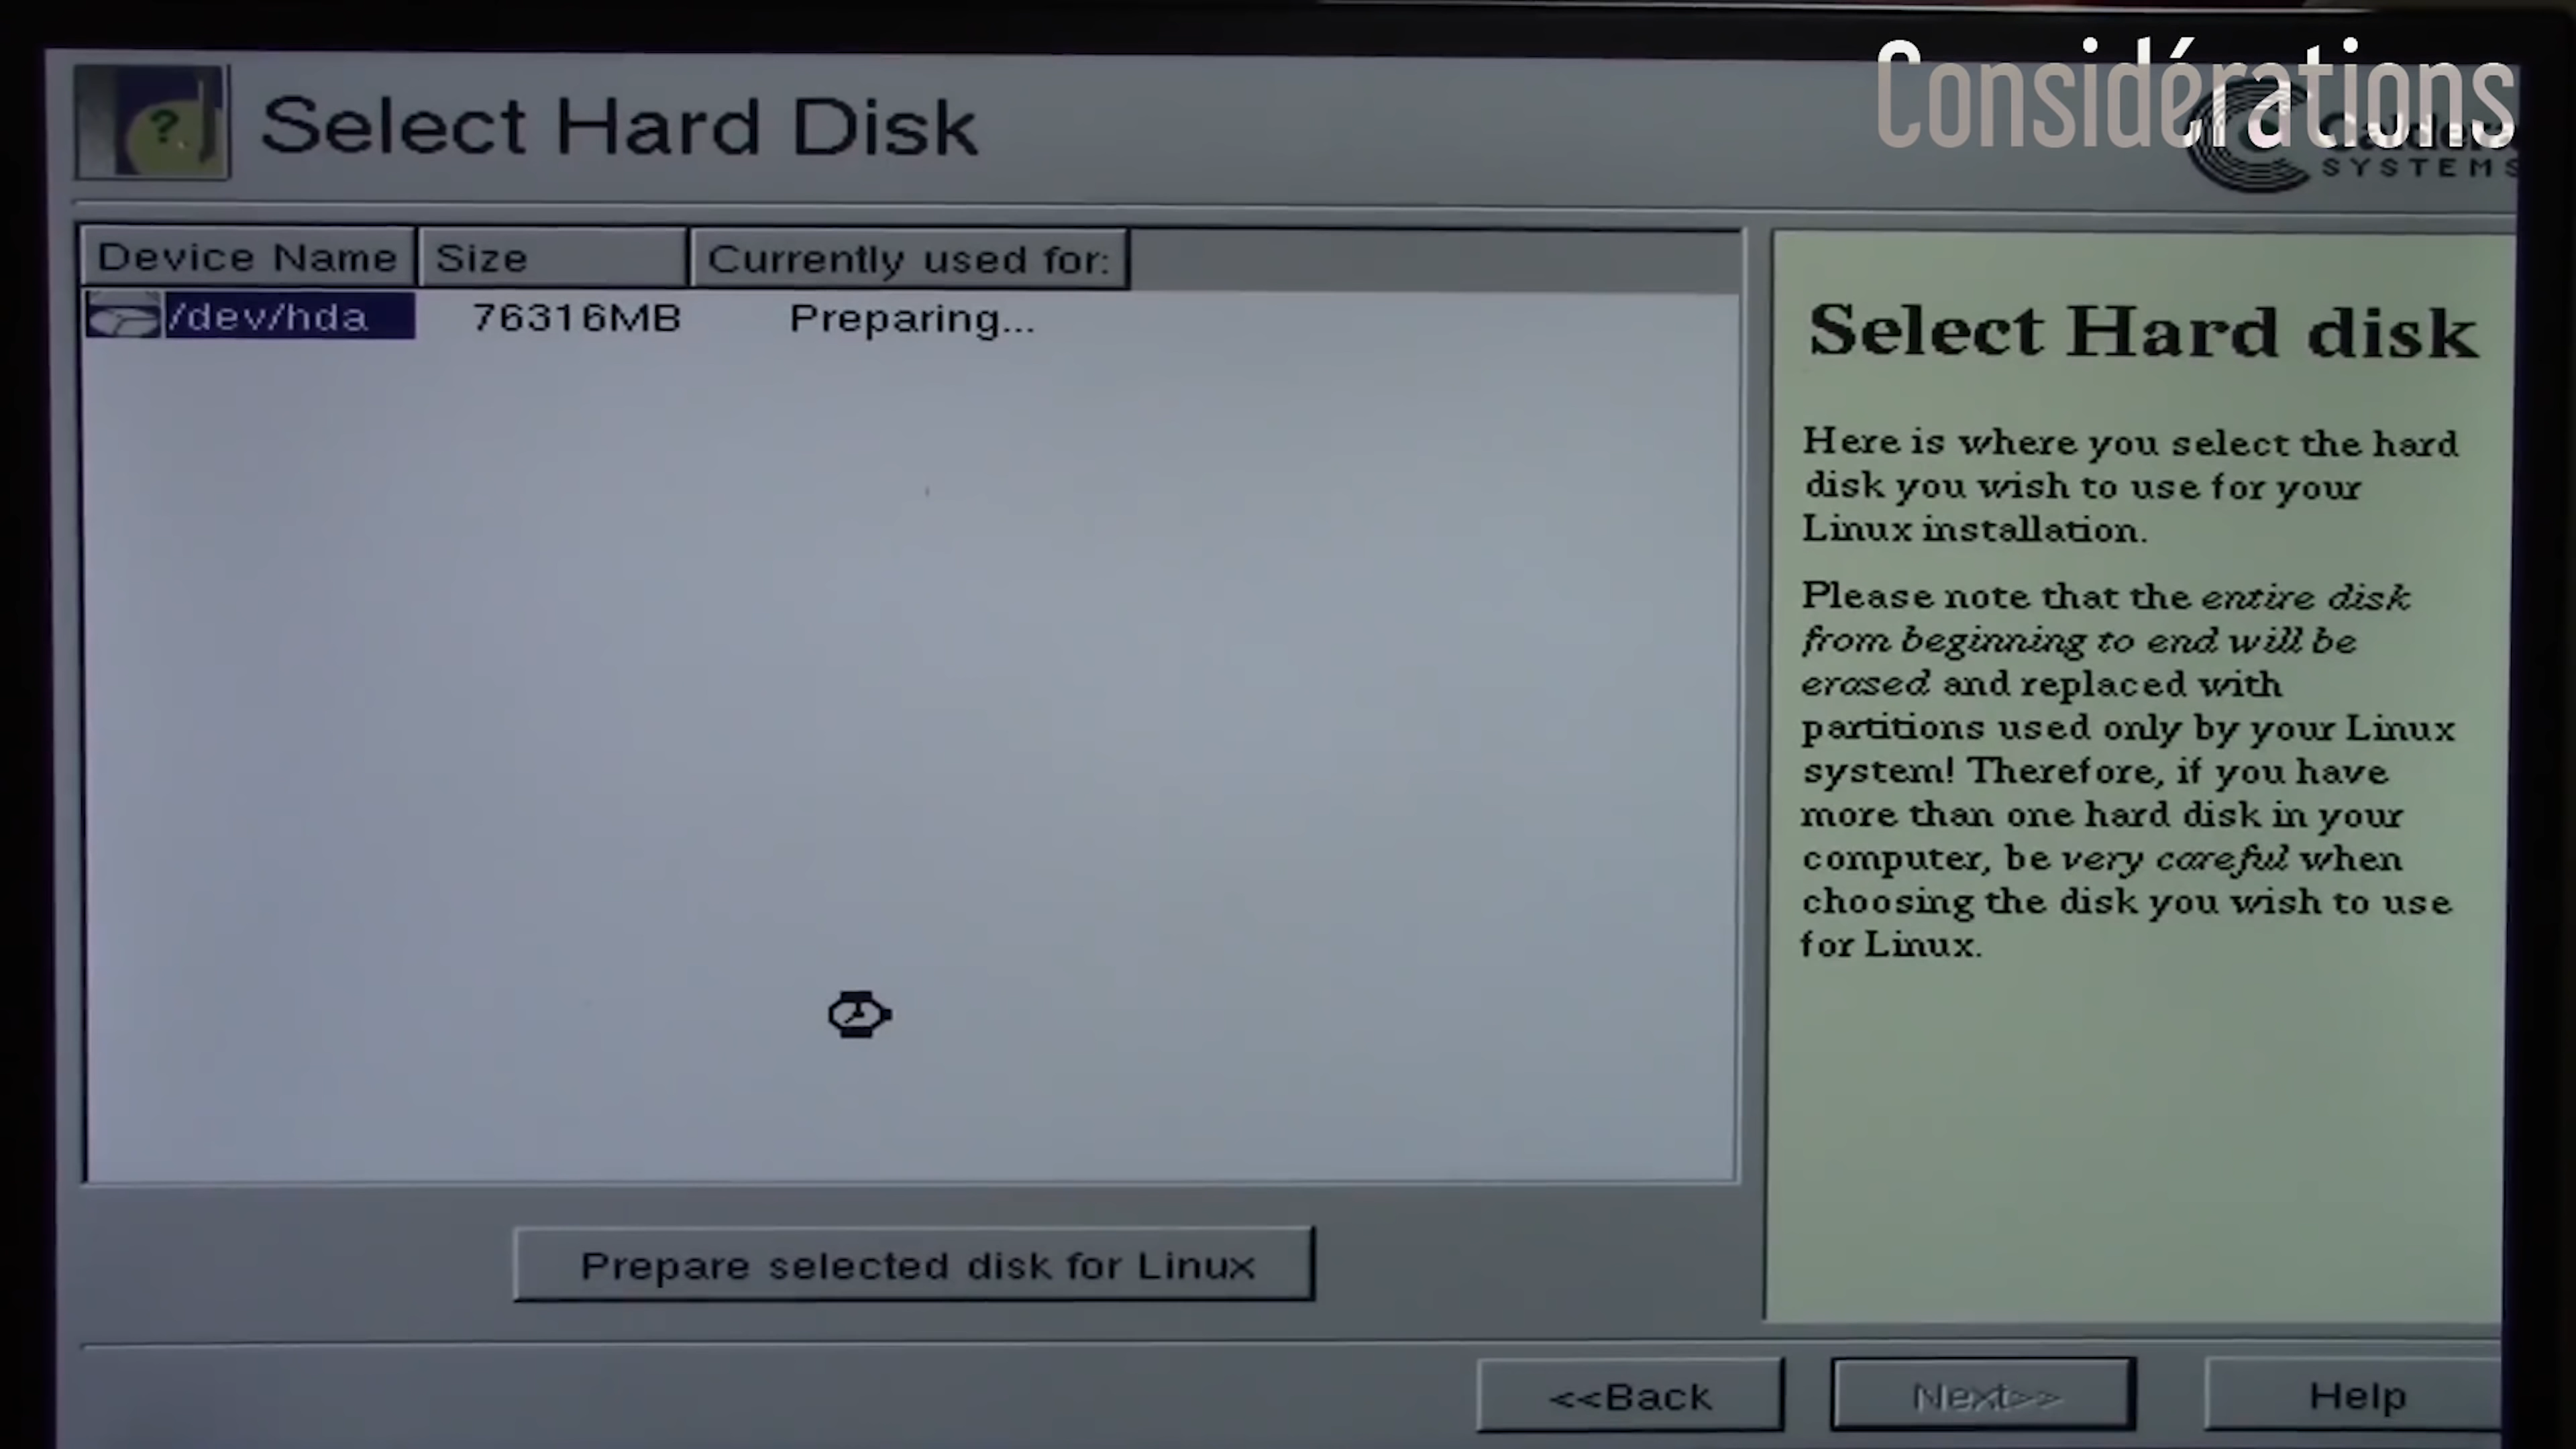 Considérations
Select Hard Disk
SYSTEMS
Device Name Size Currently used for:
/dev/hda 76316MB Preparing...
Prepare selected disk for Linux
Select Hard disk
Here is where you select the hard
disk you wish to use for your
Linux installation.
Please note that the entire disk
from beginning to end will be
erased and replaced with
partitions used only by your Linux
system! Therefore, if you have
more than one hard disk in your
computer, be very careful when
choosing the disk you wish to use
for Linux.
<<Back Next>> Help